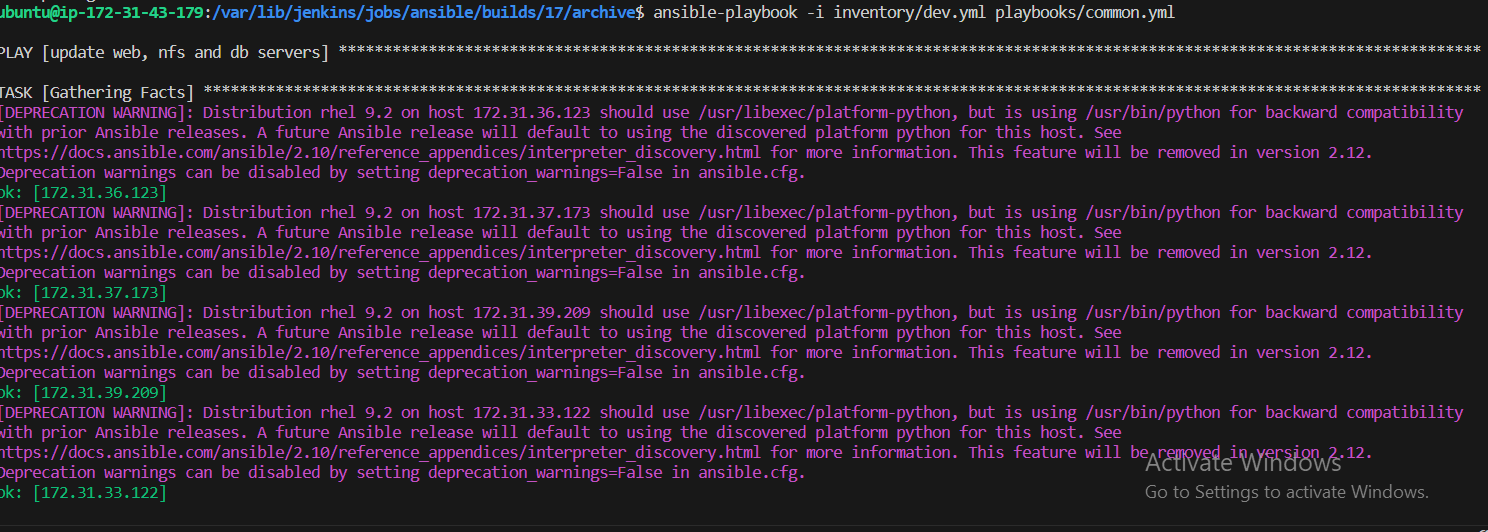 ubuntu@ip-172-31-43-179:/var/lib/jenkins/jobs/ansible/builds/17/archive$ ansible-playbook -i inventory/dev.yml playbooks/common.yml
PLAY [update web, nfs and db servers] *******************************************************************************************************************************
TASK [Gathering Facts] **********************************************************************************************************************************************
[DEPRECATION WARNING]: Distribution rhel 9.2 on host 172.31.36.123 should use /usr/libexec/platform-python, but is using /usr/bin/python for backward compatibility
with prior Ansible releases. A future Ansible release will default to using the discovered platform python for this host. See
https://docs.ansible.com/ansible/2.10/reference_appendices/interpreter_discovery.html for more information. This feature will be removed in version 2.12.
Deprecation warnings can be disabled by setting deprecation_warnings=False in ansible.cfg.
ok: [172.31.36.123]
[DEPRECATION WARNING]: Distribution rhel 9.2 on host 172.31.37.173 should use /usr/libexec/platform-python, but is using /usr/bin/python for backward compatibility
with prior Ansible releases. A future Ansible release will default to using the discovered platform python for this host. See
https://docs.ansible.com/ansible/2.10/reference_appendices/interpreter_discovery.html for more information. This feature will be removed in version 2.12.
Deprecation warnings can be disabled by setting deprecation_warnings=False in ansible.cfg.
ok: [172.31.37.173]
[DEPRECATION WARNING]: Distribution rhel 9.2 on host 172.31.39.209 should use /usr/libexec/platform-python, but is using /usr/bin/python for backward compatibility
with prior Ansible releases. A future Ansible release will default to using the discovered platform python for this host. See
https://docs.ansible.com/ansible/2.10/reference_appendices/interpreter_discovery.html for more information. This feature will be removed in version 2.12.
Deprecation warnings can be disabled by setting deprecation_warnings=False in ansible.cfg.
ok: [172.31.39.209]
[DEPRECATION WARNING]: Distribution rhel 9.2 on host 172.31.33.122 should use /usr/libexec/platform-python, but is using /usr/bin/python for backward compatibility
with prior Ansible releases. A future Ansible release will default to using the discovered platform python for this host. See
https://docs.ansible.com/ansible/2.10/reference_appendices/interpreter_discovery.html for more information. This feature will be removed in version 2.12.
Deprecation warnings can be disabled by setting deprecation_warnings=False in ansible.cfg.
ok: [172.31.33.122]
Activate Windows
Go to Settings to activate Windows.